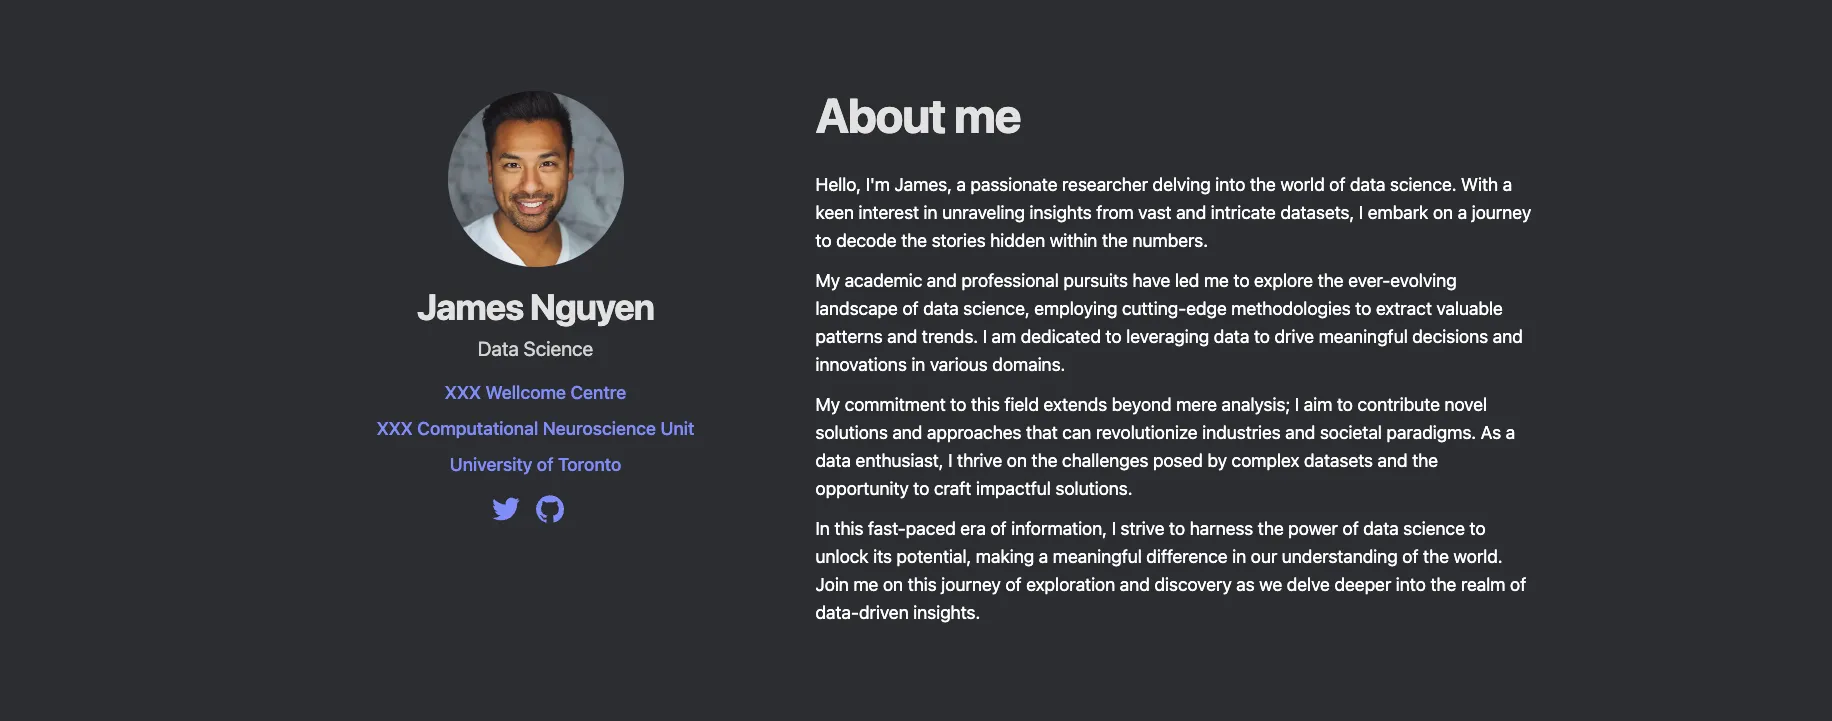 James Nguyen
Data Science
XXX Wellcome Centre
XXX Computational Neuroscience Unit
University of Toronto
About me
Hello, I'm James, a passionate researcher delving into the world of data science. With a
keen interest in unraveling insights from vast and intricate datasets, I embark on a journey
to decode the stories hidden within the numbers.
My academic and professional pursuits have led me to explore the ever-evolving
landscape of data science, employing cutting-edge methodologies to extract valuable
patterns and trends. I am dedicated to leveraging data to drive meaningful decisions and
innovations in various domains.
My commitment to this field extends beyond mere analysis; I aim to contribute novel
solutions and approaches that can revolutionize industries and societal paradigms. As a
data enthusiast, I thrive on the challenges posed by complex datasets and the
opportunity to craft impactful solutions.
In this fast-paced era of information, I strive to harness the power of data science to
unlock its potential, making a meaningful difference in our understanding of the world.
Join me on this journey of exploration and discovery as we delve deeper into the realm of
data-driven insights.